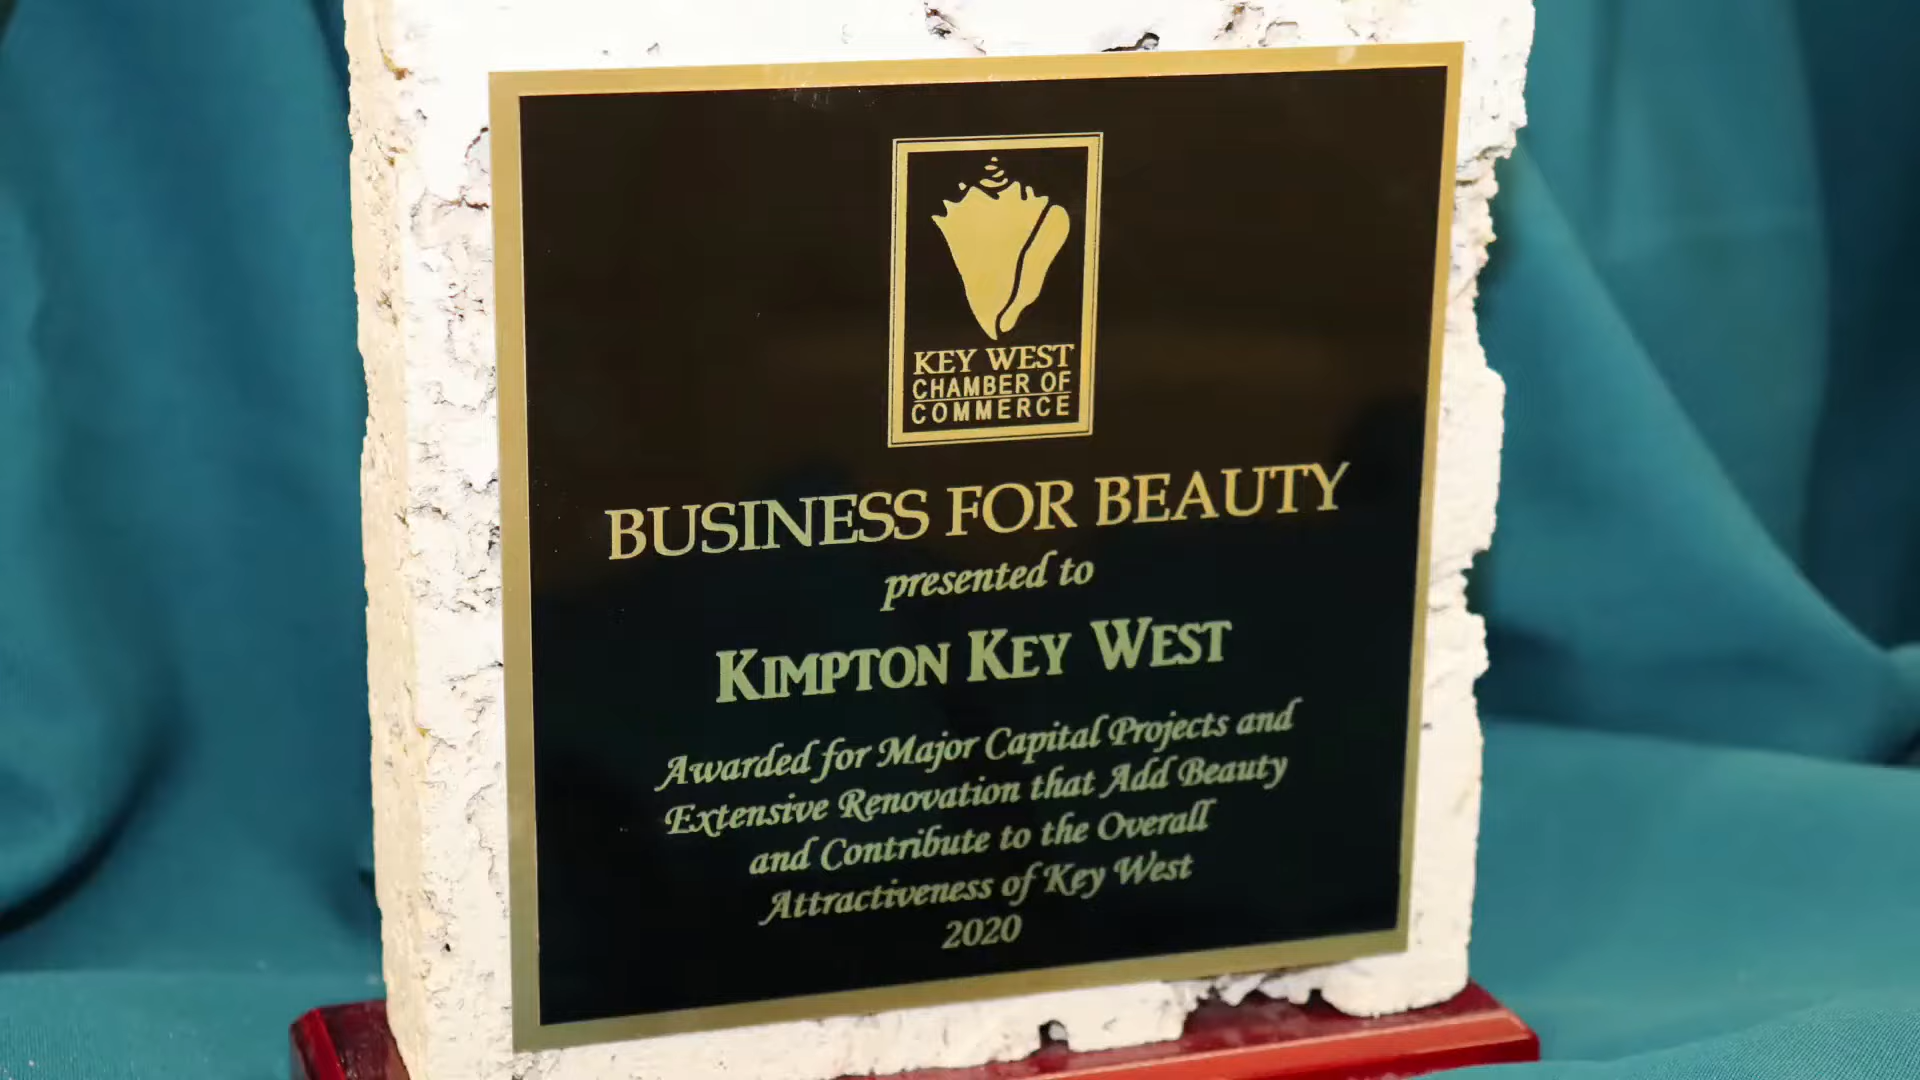 KEY WEST
CHAMBER OF
COMMERCE
BUSINESS FOR BEAUTY
presented to
KIMPTON KEY WEST
Awarded for Major Capital Projects and
Extensive Renovation that Add Beauty
and Contribute to the Overall
Attractiveness of Key West
2020